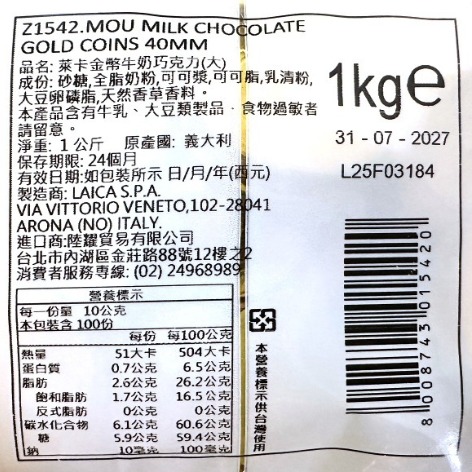 Z1542.MOU MILK CHOCOLATE
GOLD COINS 40MM
品名: 萊卡金幣牛奶巧克力(大)
成份: 砂糖,全脂奶粉,可可漿,可可脂,乳清粉,
大豆卵磷脂,天然香草香料。
本產品含有牛乳、大豆類製品,食物過敏者
請留意。
淨重: 1 公斤 原產國: 義大利
保存期限: 24個月
有效日期:如包裝所示 日/月/年(西元)
製造商: LAICA S.P.A.
VIA VITTORIO VENETO,102-28041
ARONA (NO) ITALY.
進口商:陸耀貿易有限公司
台北市內湖區金莊路88號12樓之2
消費者服務專線: (02) 24968989
1kge
31 - 07 - 2027
L25F03184
營養標示
每一份量 10公克
本包裝含 100份
每份 每100公克
熱量 51大卡 504大卡
蛋白質 0.7公克 6.5公克
脂肪 2.6公克 26.2公克
飽和脂肪 1.7公克 16.5公克
反式脂肪 0公克 0公克
碳水化合物 6.1公克 60.6公克
糖 5.9公克 59.4公克
鈉 10毫克 100毫克
本營養標示供台灣使用
8 008743 015420